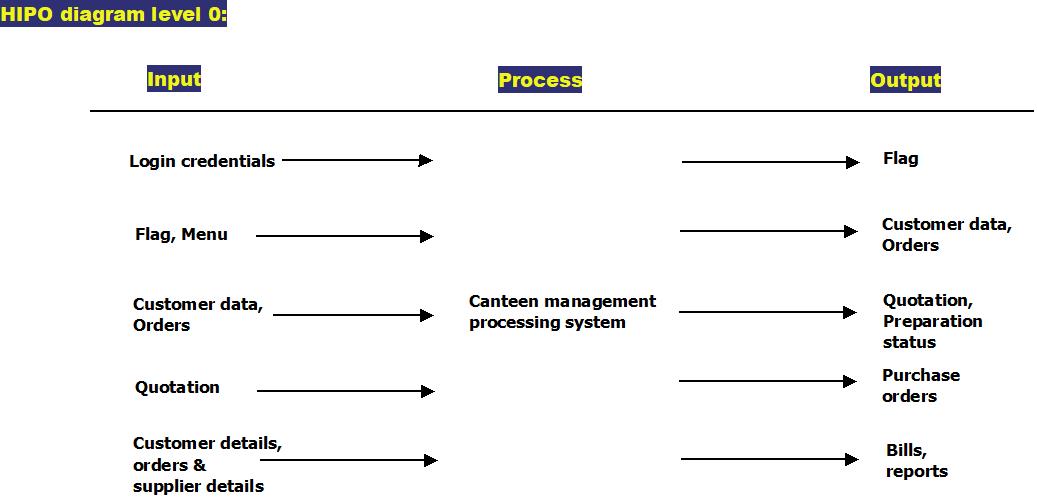 HIPO diagram level 0:
Input Process Output
Login credentials Flag
Flag, Menu Customer data,
Orders
Customer data,
Orders
Canteen management
processing system
Quotation,
Preparation
status
Quotation Purchase
orders
Customer details,
orders &
supplier details
Bills,
reports